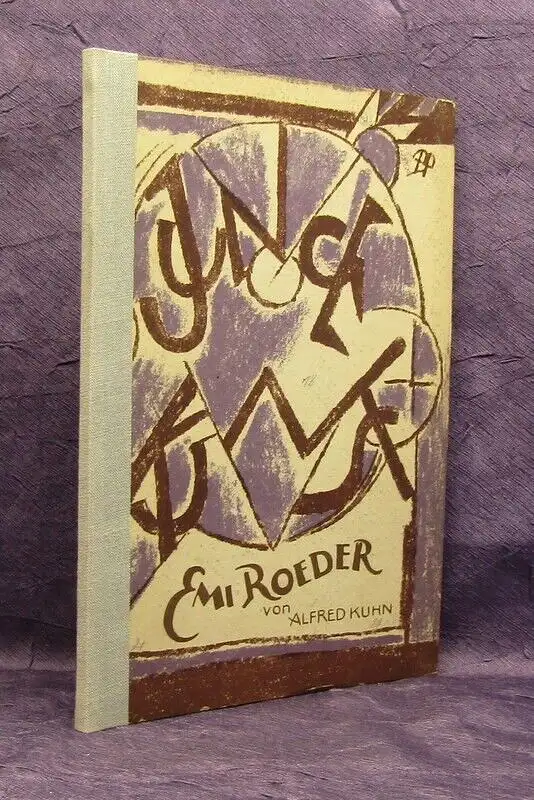 JUNGE
KUNST
EMI ROEDER
von
ALFRED KUHN